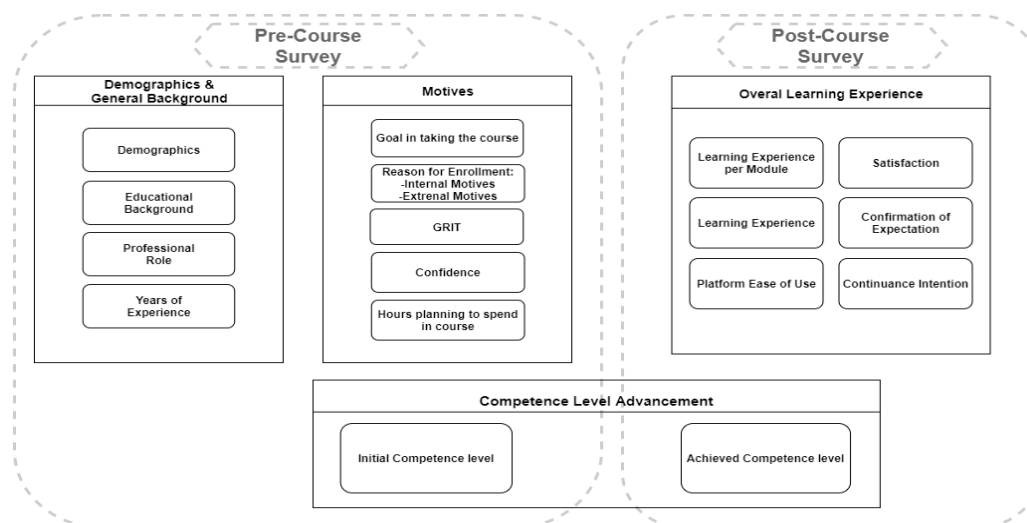 Pre-Course
Survey
Post-Course
Survey
Demographics &
General Background
Demographics
Educational
Background
Professional
Role
Years of
Experience
Motives
Goal in taking the course
Reason for Enrollment:
-Internal Motives
-Extrenal Motives
GRIT
Confidence
Hours planning to spend
in course
Overal Learning Experience
Learning Experience
per Module
Satisfaction
Learning Experience
Confirmation of
Expectation
Platform Ease of Use
Continuance Intention
Competence Level Advancement
Initial Competence level
Achieved Competence level